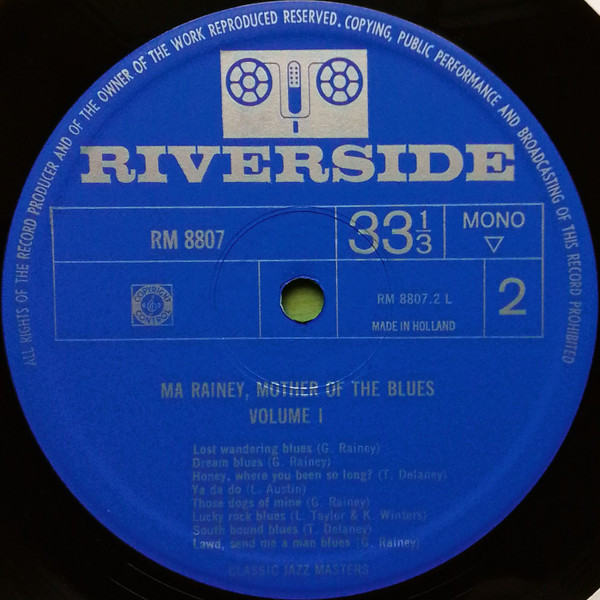 ALL RIGHTS OF THE RECORD PRODUCER AND OF THE OWNER OF THE WORK REPRODUCED RESERVED. COPYING, PUBLIC PERFORMANCE AND BROADCASTING OF THIS RECORD PROHIBITED
RIVERSIDE
RM 8807
33 1/3
MONO
COPYRIGHT
CONTROL
RM 8807.2 L
2
MADE IN HOLLAND
MA RAINEY, MOTHER OF THE BLUES
VOLUME I
Lost wandering blues (G. Rainey)
Dream blues (G. Rainey)
Honey, where you been so long? (T. Delaney)
Ya da do (L. Austin)
Those dogs of mine (G. Rainey)
Lucky rock blues (L. Taylor & K. Winters)
South bound blues (T. Delaney)
Lawd, send me a man blues (G. Rainey)
CLASSIC JAZZ MASTERS